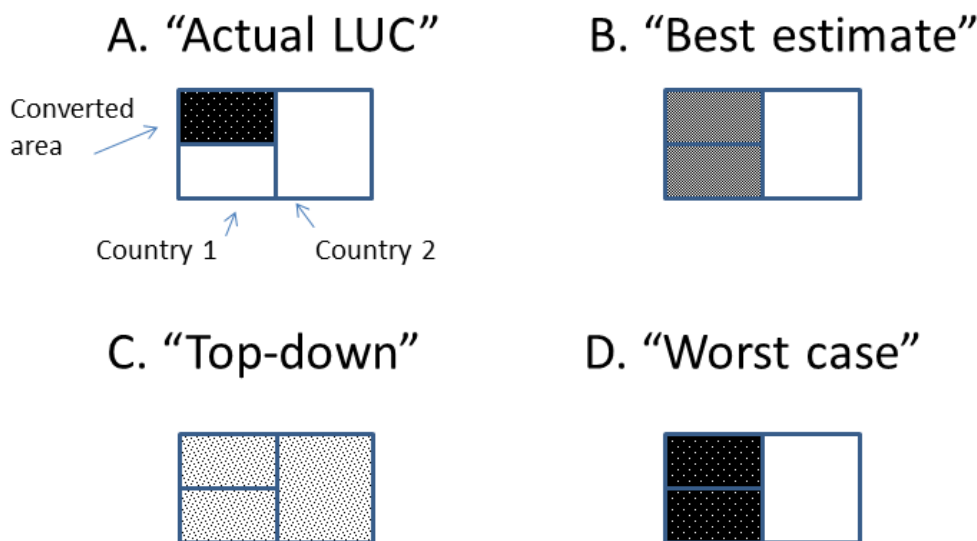 A. “Actual LUC”
B. “Best estimate”
Converted
area
Country 1
Country 2
C. “Top-down”
D. “Worst case”